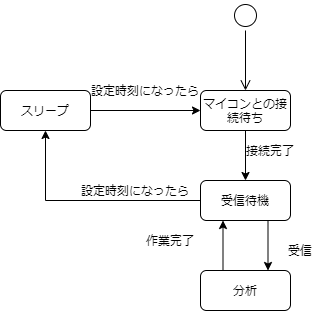 設定時刻になったら
スリープ
マイコンとの接
続待ち
接続完了
設定時刻になったら
受信待機
作業完了
受信
分析